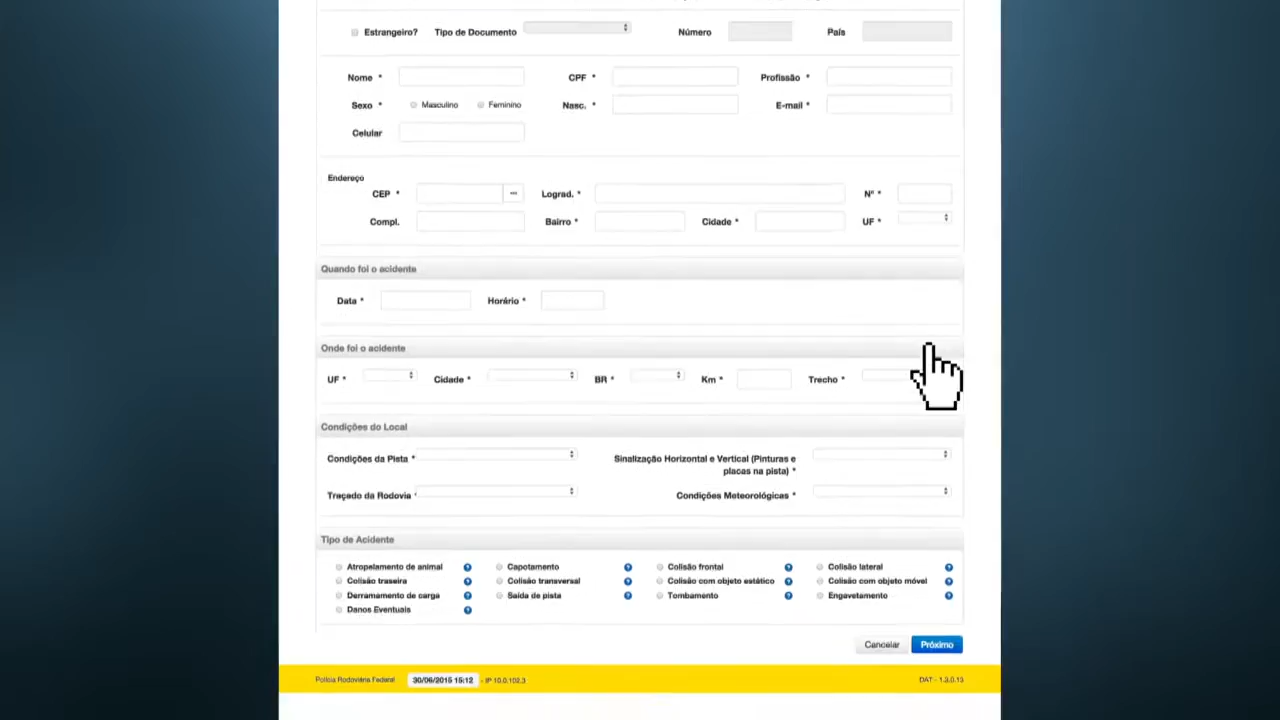 Estrangeiro? Tipo de Documento Número País
Nome * CPF * Profissão *
Sexo * Masculino Feminino Nasc. * E-mail *
Celular
Endereço
CEP * ... Lograd. * Nº *
Compl. Bairro * Cidade * UF *
Quando foi o acidente
Data * Horário *
Onde foi o acidente
UF * Cidade * BR * Km * Trecho *
Condições do Local
Condições da Pista * Sinalização Horizontal e Vertical (Pinturas e
placas na pista) *
Traçado da Rodovia * Condições Meteorológicas *
Tipo de Acidente
Atropelamento de animal ? Capotamento ? Colisão frontal ? Colisão lateral ?
Colisão traseira ? Colisão transversal ? Colisão com objeto estático ? Colisão com objeto móvel ?
Derramamento de carga ? Saída de pista ? Tombamento ? Engavetamento ?
Danos Eventuais ?
Cancelar Próximo
Polícia Rodoviária Federal 30/06/2015 15:12 - IP 10.0.102.3 DAT - 1.3.0.13